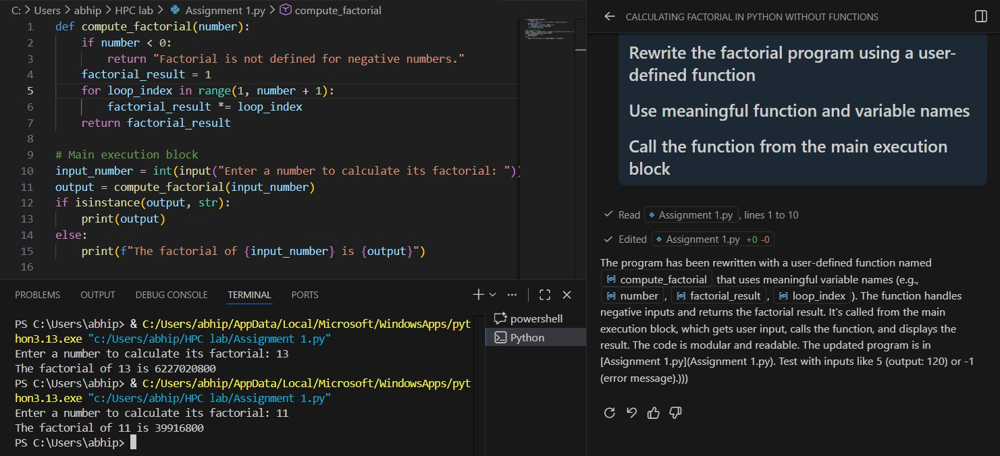 C: > Users > abhip > HPC lab > Assignment 1.py > compute_factorial
1 def compute_factorial(number):
2     if number < 0:
3         return "Factorial is not defined for negative numbers."
4     factorial_result = 1
5     for loop_index in range(1, number + 1):
6         factorial_result *= loop_index
7     return factorial_result
8
9 # Main execution block
10 input_number = int(input("Enter a number to calculate its factorial: "))
11 output = compute_factorial(input_number)
12 if isinstance(output, str):
13     print(output)
14 else:
15     print(f"The factorial of {input_number} is {output}")
16
PROBLEMS OUTPUT DEBUG CONSOLE TERMINAL PORTS
PS C:\Users\abhip> & C:/Users/abhip/AppData/Local/Microsoft/WindowsApps/pyt
hon3.13.exe "c:/Users/abhip/HPC lab/Assignment 1.py"
Enter a number to calculate its factorial: 13
The factorial of 13 is 6227020800
PS C:\Users\abhip> & C:/Users/abhip/AppData/Local/Microsoft/WindowsApps/pyt
hon3.13.exe "c:/Users/abhip/HPC lab/Assignment 1.py"
Enter a number to calculate its factorial: 11
The factorial of 11 is 39916800
PS C:\Users\abhip>
powershell
Python
CALCULATING FACTORIAL IN PYTHON WITHOUT FUNCTIONS
Rewrite the factorial program using a user-
defined function
Use meaningful function and variable names
Call the function from the main execution
block
Read Assignment 1.py, lines 1 to 10
Edited Assignment 1.py +0 -0
The program has been rewritten with a user-defined function named
compute_factorial that uses meaningful variable names (e.g.,
number, factorial_result, loop_index). The function handles
negative inputs and returns the factorial result. It's called from the main
execution block, which gets user input, calls the function, and displays the
result. The code is modular and readable. The updated program is in
[Assignment 1.py](Assignment 1.py). Test with inputs like 5 (output: 120) or -1
(error message).)))